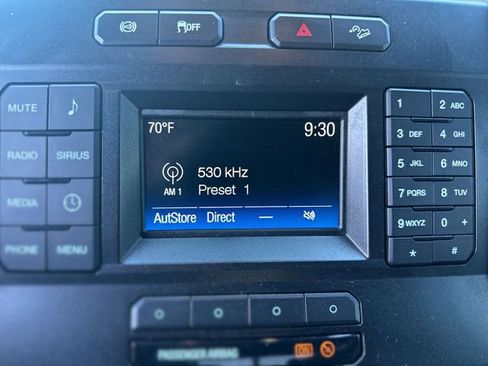 OFF
MUTE
RADIO SIRIUS
MEDIA
PHONE MENU
70°F 9:30
530 kHz
AM 1 Preset 1
AutStore Direct —
1 2 ABC
3 DEF 4 GHI
5 JKL 6 MNO
7 PQRS 8 TUV
9 WXYZ 0 +
* #
PASSENGER AIRBAG ON